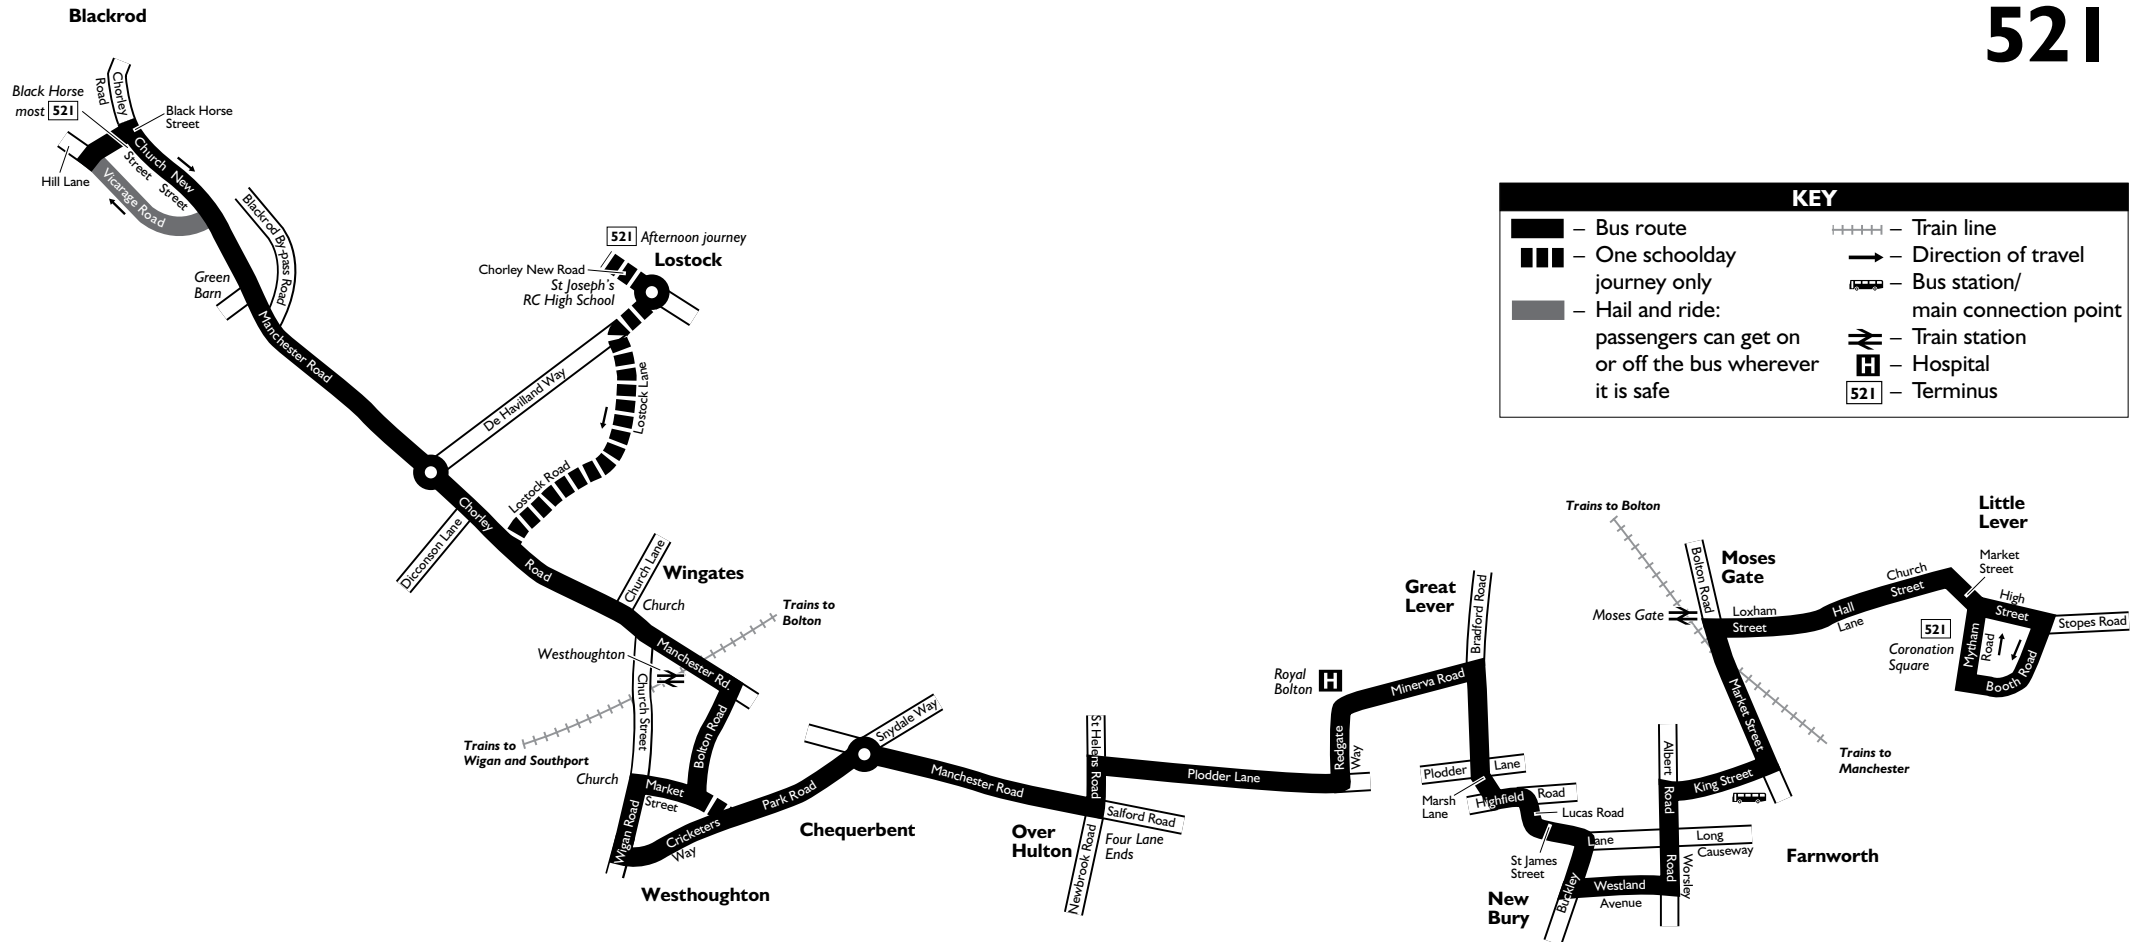 521
Blackrod
Chorley
Road
Black Horse
most 521
Black Horse
Street
Church
Street
New
Street
Hill Lane
Vicarage Road
Blackrod By-pass Road
Green
Barn
Manchester Road
521 Afternoon journey
Lostock
Chorley New Road
St Joseph's
RC High School
De Havilland Way
Lostock Lane
Lostock Road
Chorley
Road
Dicconson Lane
Church Lane
Wingates
Church
Trains to
Bolton
Westhoughton
Manchester Rd.
Church Street
Bolton Road
Trains to
Wigan and Southport
Church
Market
Street
Wigan Road
Cricketers
Way
Park Road
Westhoughton
Snydale Way
Chequerbent
Manchester Road
St Helens Road
Over
Hulton
Salford Road
Four Lane
Ends
Newbrook Road
Plodder Lane
Redgate
Way
Royal
Bolton
H
Minerva Road
Great
Lever
Bradford Road
Plodder
Lane
Marsh
Lane
Highfield
Road
Lucas Road
St James
Street
New
Bury
Buckley
Lane
Long
Causeway
Westland
Avenue
Albert
Road
Worsley
Road
King Street
Farnworth
Market Street
Trains to
Manchester
Trains to Bolton
Bolton Road
Moses
Gate
Moses Gate
Loxham
Street
Hall
Lane
Church
Street
Little
Lever
Market
Street
High
Street
Stopes Road
521
Coronation
Square
Mytham
Road
Booth Road
KEY
– Bus route
– One schoolday
journey only
– Hail and ride:
passengers can get on
or off the bus wherever
it is safe
– Train line
– Direction of travel
– Bus station/
main connection point
– Train station
H – Hospital
521 – Terminus